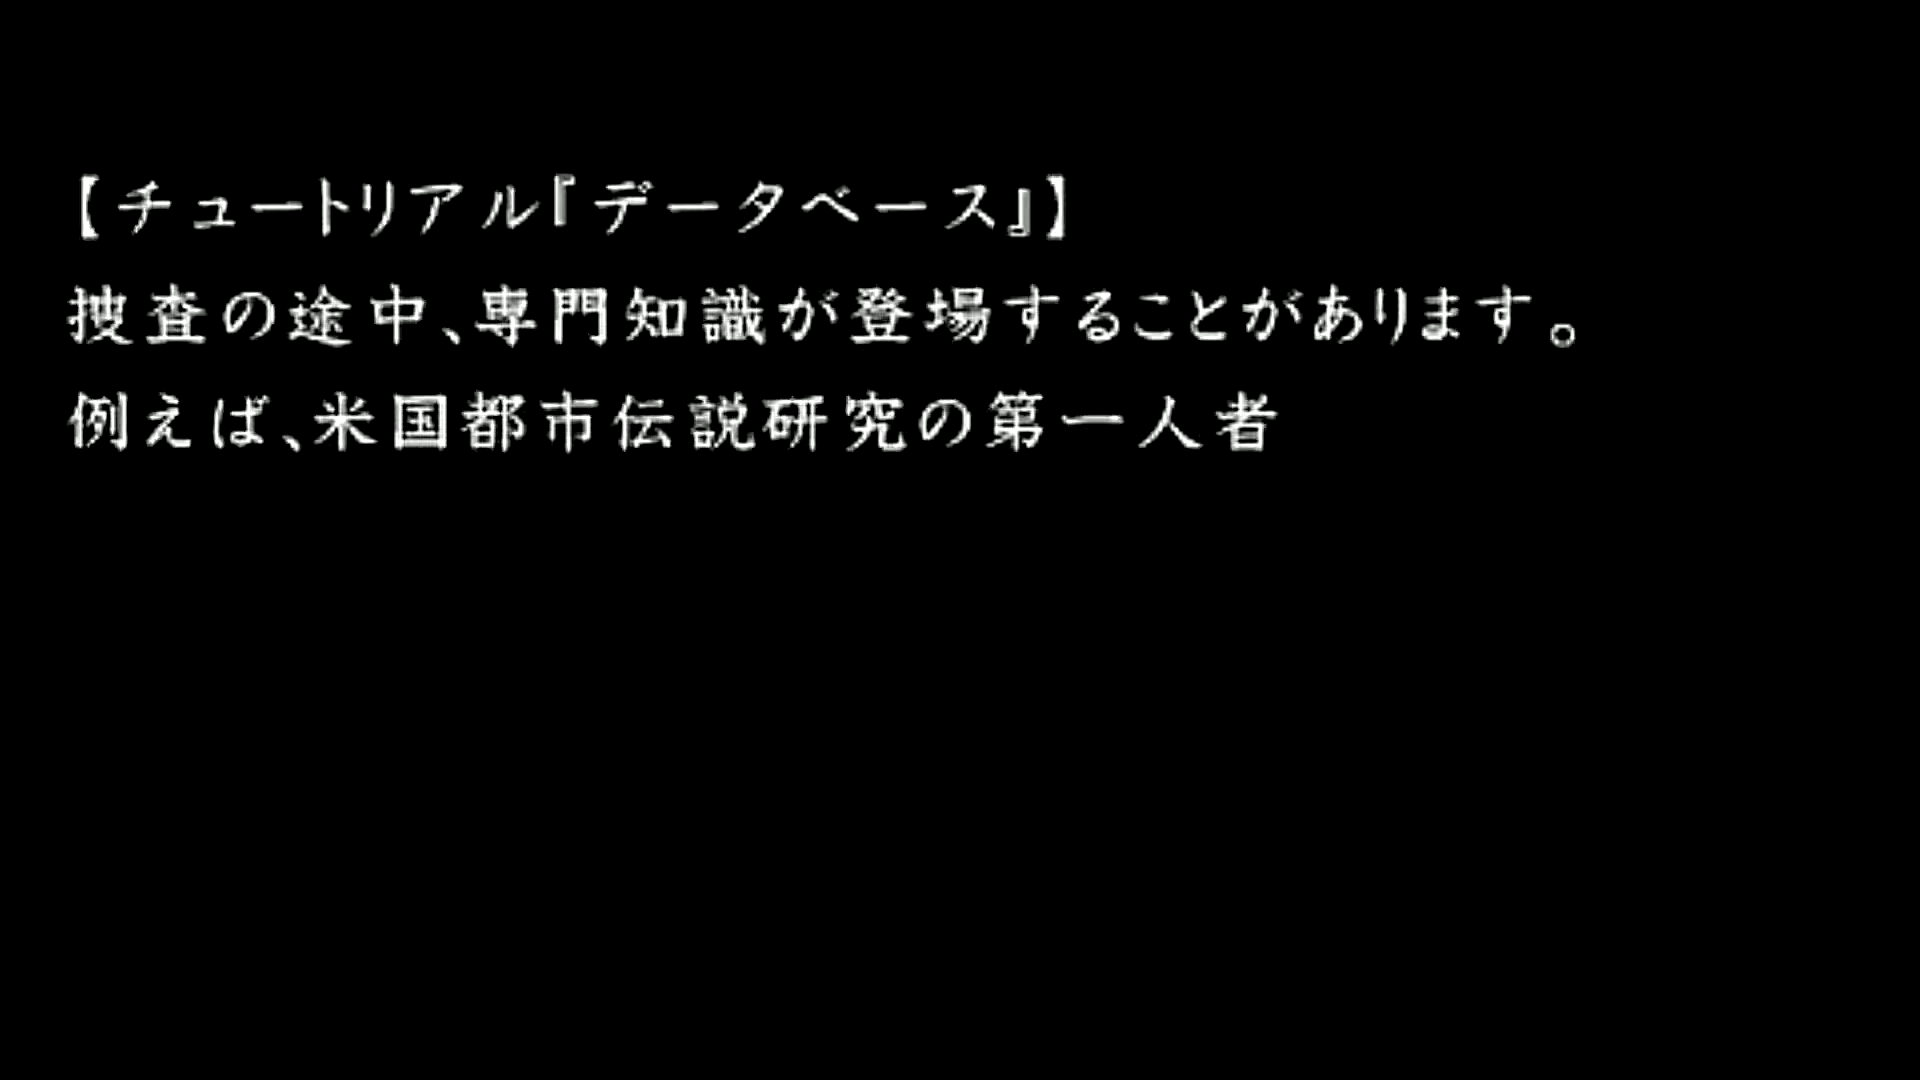 【チュートリアル『データベース』】
捜査の途中、専門知識が登場することがあります。
例えば、米国都市伝説研究の第一人者